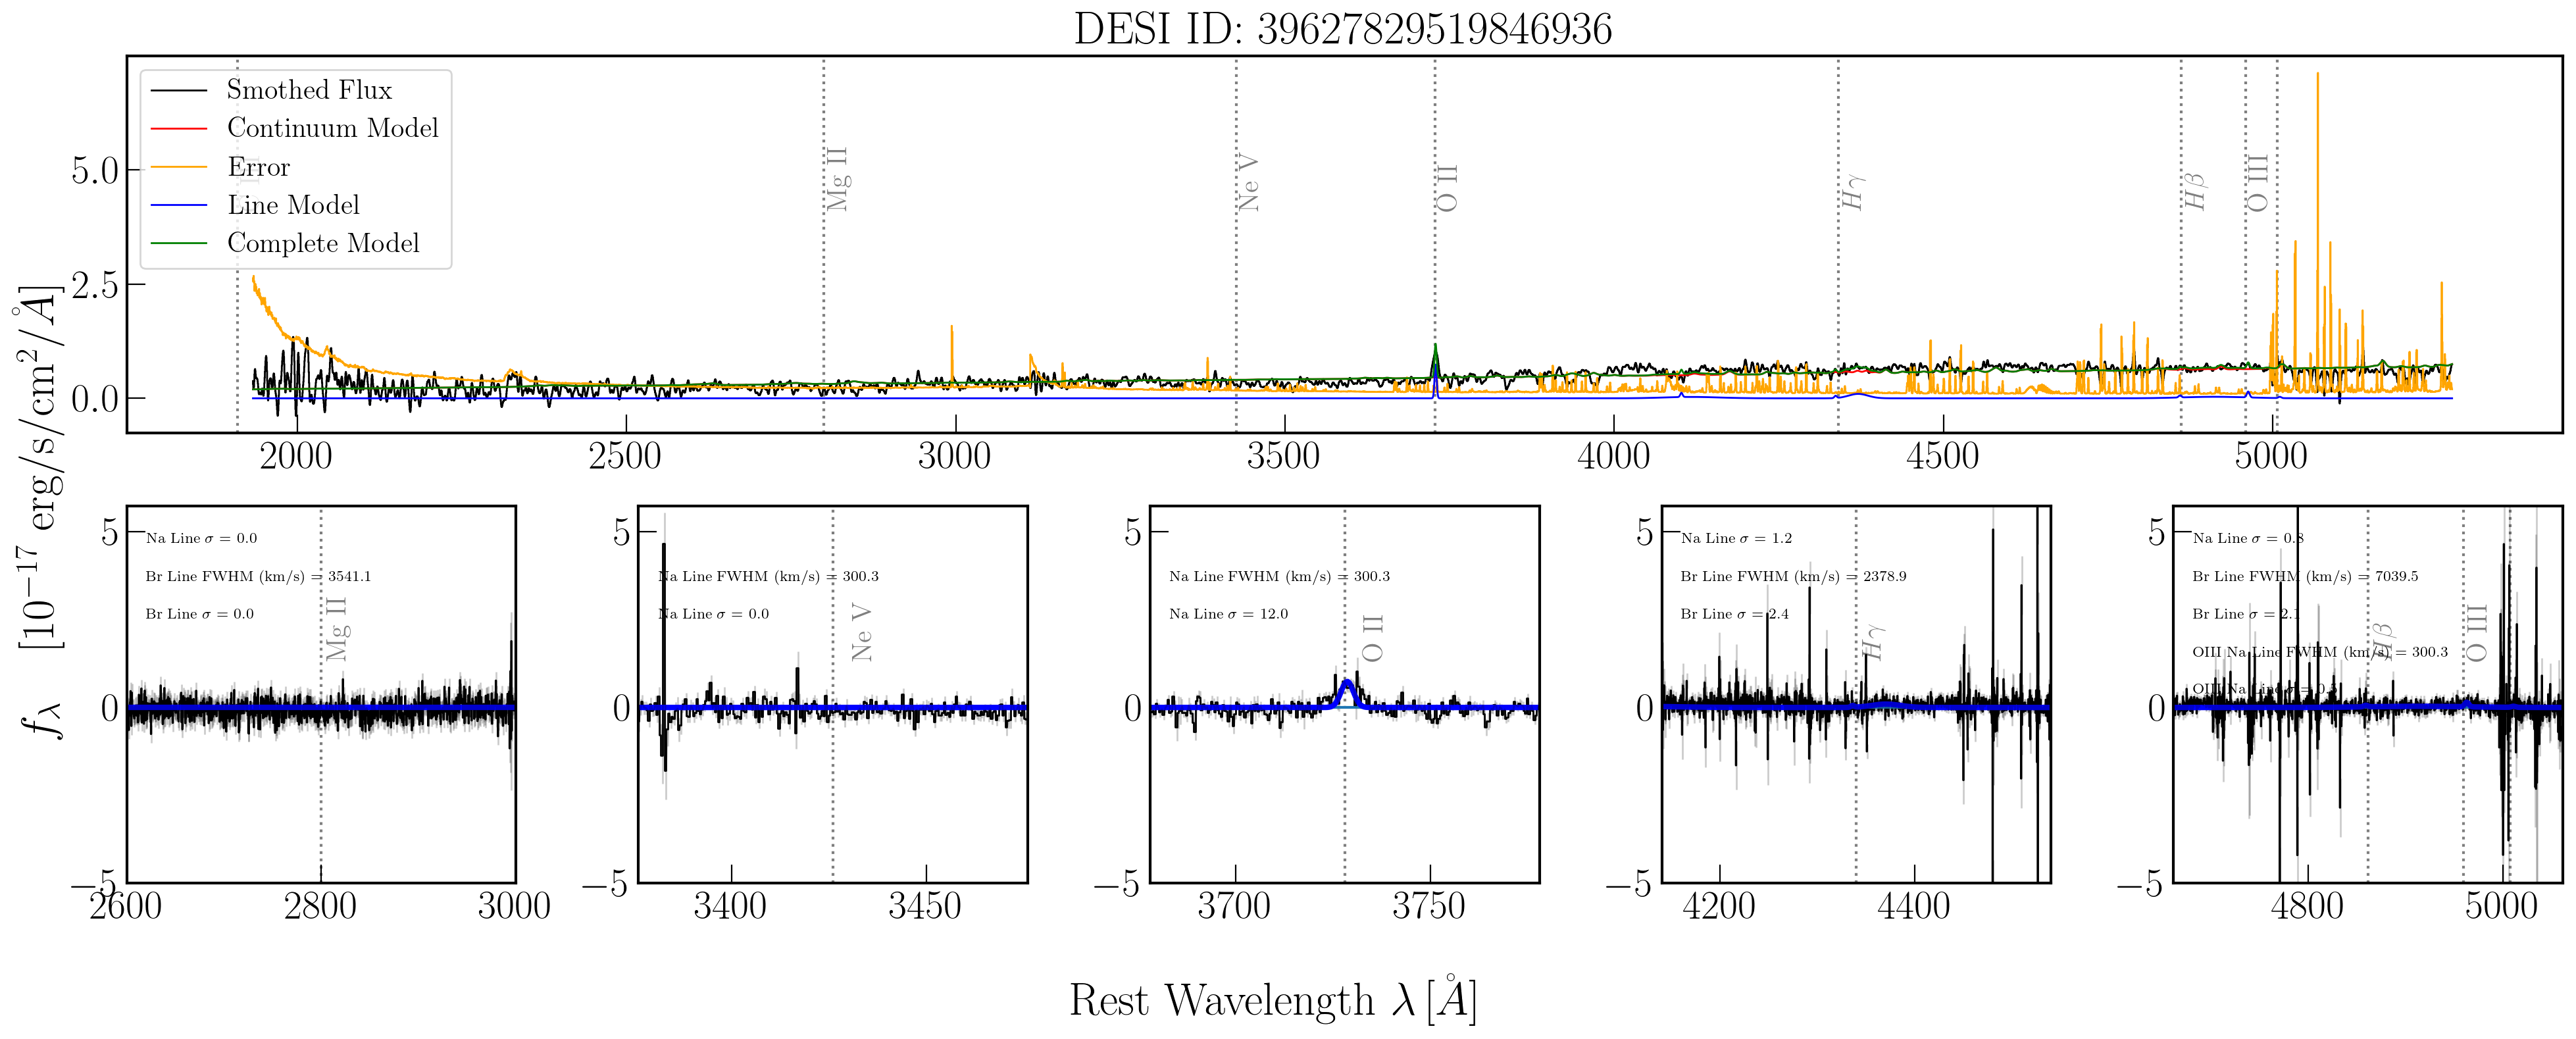 DESI ID: 39627829519846936
Smothed Flux
Continuum Model
Error
Line Model
Complete Model
Mg II
Ne V
O II
Hγ
Hβ
O III
5.0
2.5
0.0
2000 2500 3000 3500 4000 4500 5000
f_λ [10^{-17} erg/s/cm^2/Å]
Na Line σ = 0.0
Br Line FWHM (km/s) = 3541.1
Br Line σ = 0.0
Mg II
5
0
−5
2600 2800 3000
Na Line FWHM (km/s) = 300.3
Na Line σ = 0.0
Ne V
5
0
−5
3400 3450
Na Line FWHM (km/s) = 300.3
Na Line σ = 12.0
O II
5
0
−5
3700 3750
Na Line σ = 1.2
Br Line FWHM (km/s) = 2378.9
Br Line σ = 2.4
Hγ
5
0
−5
4200 4400
Na Line σ = 0.8
Br Line FWHM (km/s) = 7039.5
Br Line σ = 2.1
OIII Na Line FWHM (km/s) = 300.3
OIII Na Line σ =
Hβ
O III
5
0
−5
4800 5000
Rest Wavelength λ [Å]